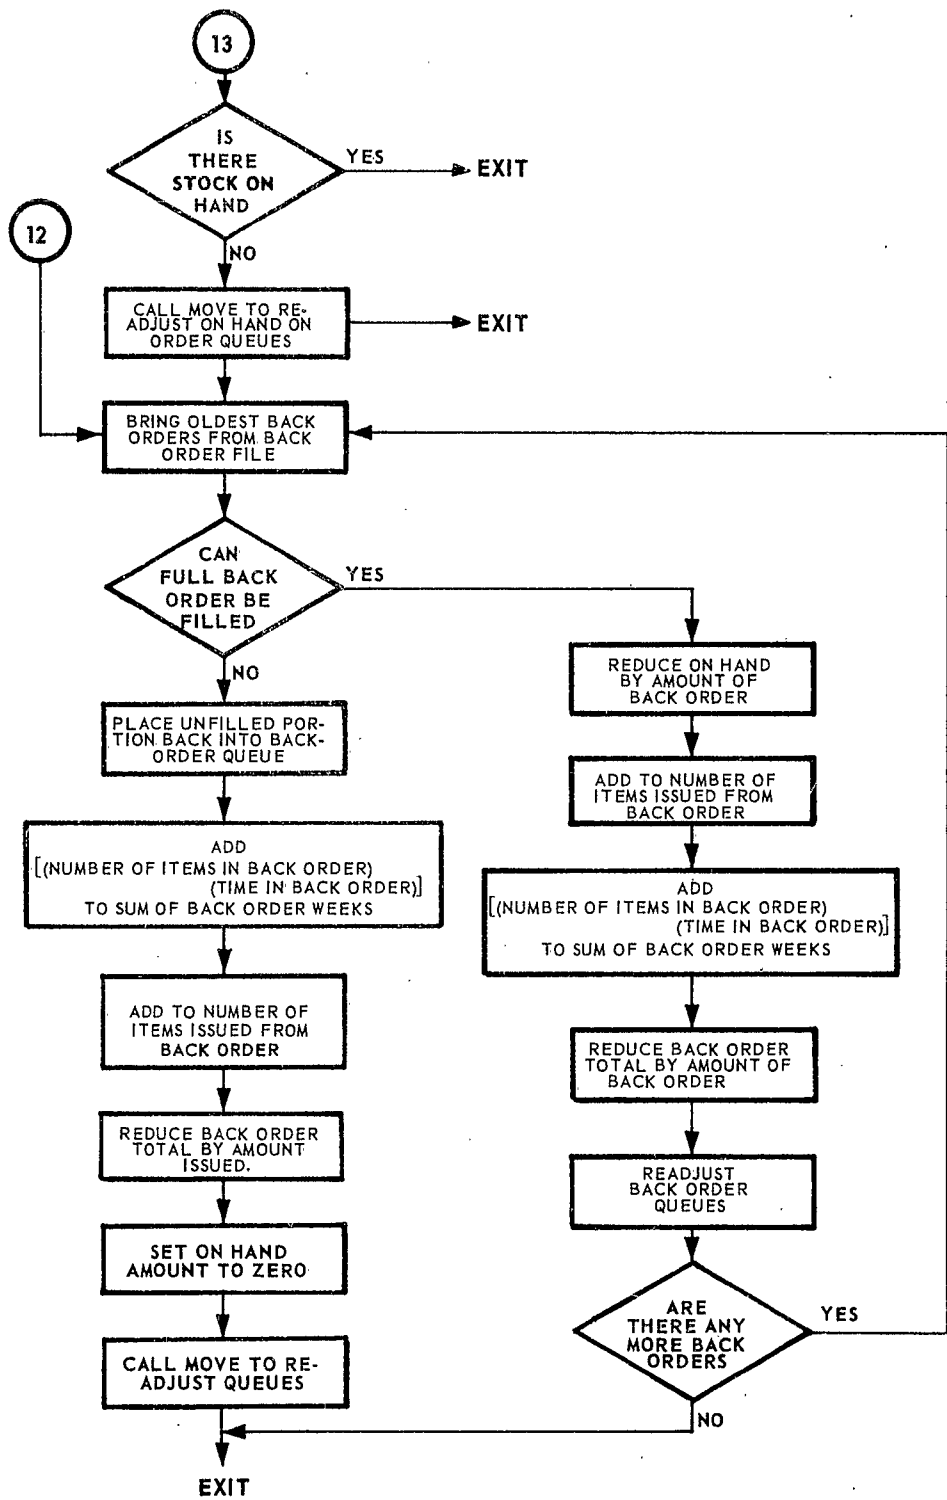 13
IS
THERE
STOCK ON
HAND
YES
EXIT
12
NO
CALL MOVE TO RE-
ADJUST ON HAND ON
ORDER QUEUES
EXIT
BRING OLDEST BACK
ORDERS FROM BACK
ORDER FILE
CAN
FULL BACK
ORDER BE
FILLED
YES
NO
PLACE UNFILLED POR-
TION BACK INTO BACK-
ORDER QUEUE
ADD
[(NUMBER OF ITEMS IN BACK ORDER)
(TIME IN BACK ORDER)]
TO SUM OF BACK ORDER WEEKS
ADD TO NUMBER OF
ITEMS ISSUED FROM
BACK ORDER
REDUCE BACK ORDER
TOTAL BY AMOUNT
ISSUED.
SET ON HAND
AMOUNT TO ZERO
CALL MOVE TO RE-
ADJUST QUEUES
EXIT
REDUCE ON HAND
BY AMOUNT OF
BACK ORDER
ADD TO NUMBER OF
ITEMS ISSUED FROM
BACK ORDER
ADD
[(NUMBER OF ITEMS IN BACK ORDER)
(TIME IN BACK ORDER)]
TO SUM OF BACK ORDER WEEKS
REDUCE BACK ORDER
TOTAL BY AMOUNT OF
BACK ORDER
READJUST
BACK ORDER
QUEUES
ARE
THERE ANY
MORE BACK
ORDERS
YES
NO